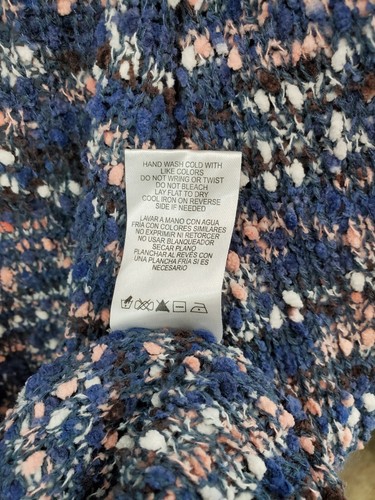 HAND WASH COLD WITH
LIKE COLORS
DO NOT WRING OR TWIST
DO NOT BLEACH
LAY FLAT TO DRY
COOL IRON ON REVERSE
SIDE IF NEEDED
LAVAR A MANO CON AGUA
FRÍA CON COLORES SIMILARES
NO EXPRIMIR NI RETORCER
NO USAR BLANQUEADOR
SECAR PLANO
PLANCHAR AL REVÉS CON
UNA PLANCHA FRÍA SI ES
NECESARIO